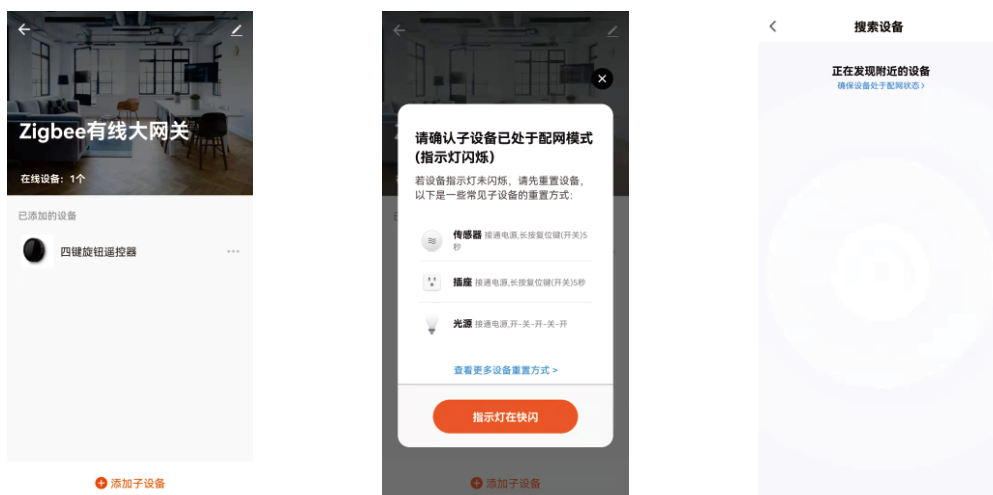 Zigbee有线大网关
在线设备：1个
已添加的设备
四键旋钮遥控器
添加子设备
请确认子设备已处于配网模式
(指示灯闪烁)
若设备指示灯未闪烁，请先重置设备，
以下是一些常见子设备的重置方式：
传感器 接通电源,长按复位键(开关)5
秒
插座 接通电源,长按复位键(开关)5秒
光源 接通电源,开-关-开-关-开
查看更多设备重置方式 >
指示灯在快闪
添加子设备
搜索设备
正在发现附近的设备
确保设备处于配网状态>